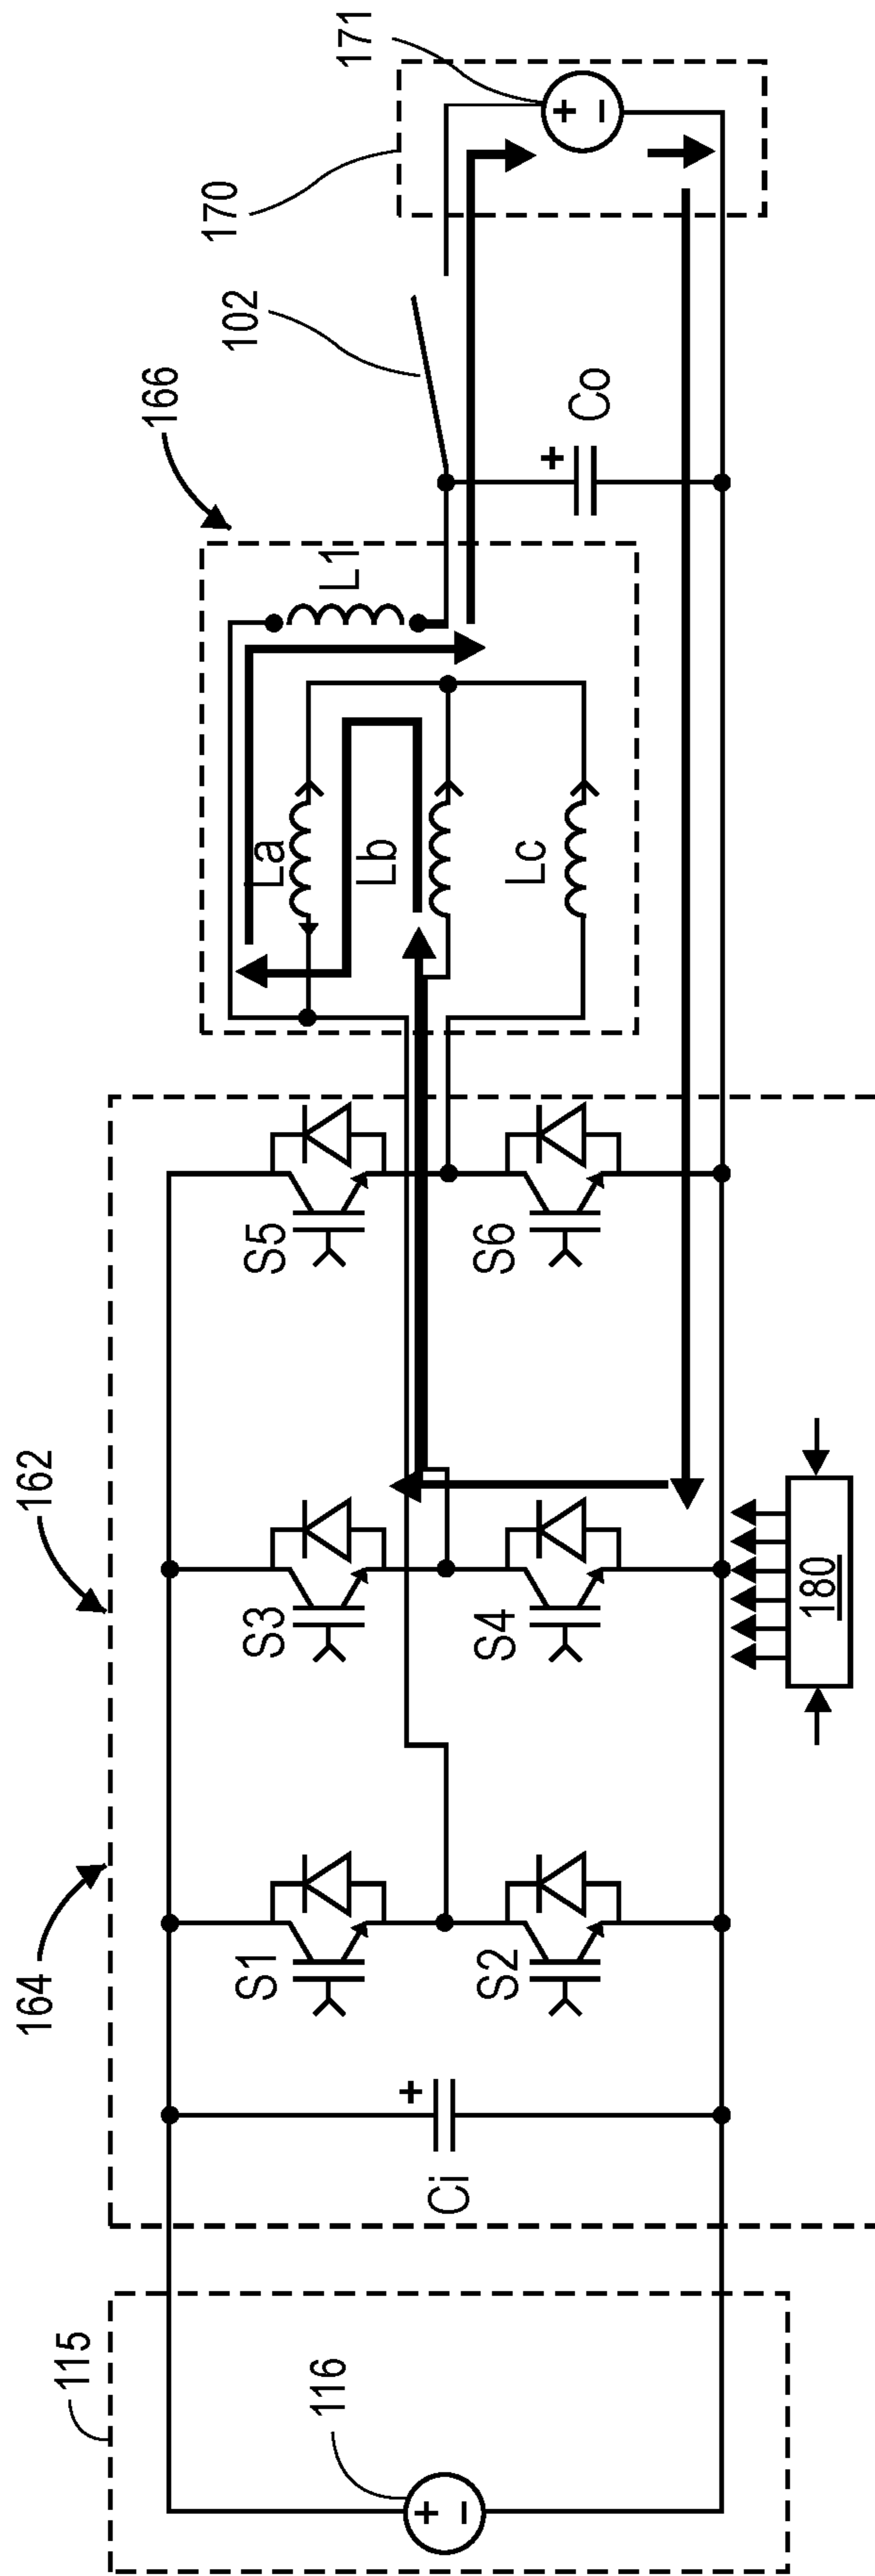 115
116
164
162
Ci
+
S1
S2
S3
S4
S5
S6
180
166
La
Lb
Lc
L1
102
+
Co
170
171
+
−
+
−